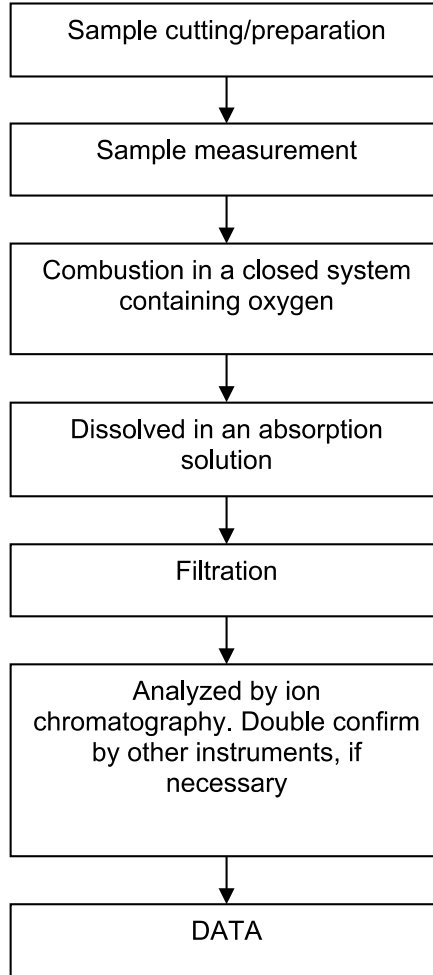 Sample cutting/preparation
Sample measurement
Combustion in a closed system
containing oxygen
Dissolved in an absorption
solution
Filtration
Analyzed by ion
chromatography. Double confirm
by other instruments, if
necessary
DATA